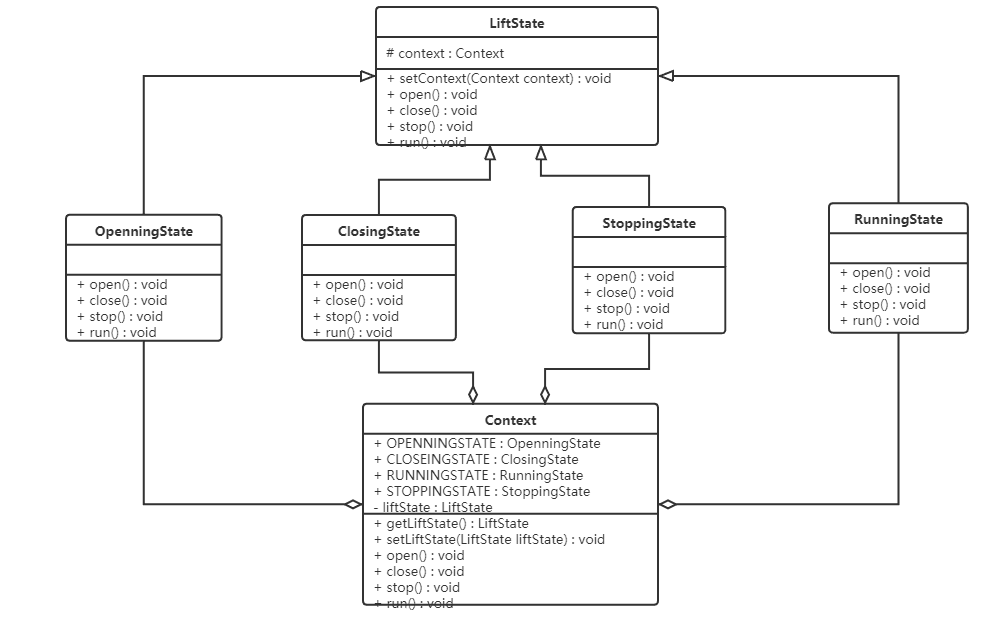 LiftState
# context : Context
+ setContext(Context context) : void
+ open() : void
+ close() : void
+ stop() : void
+ run() : void
OpenningState
+ open() : void
+ close() : void
+ stop() : void
+ run() : void
ClosingState
+ open() : void
+ close() : void
+ stop() : void
+ run() : void
StoppingState
+ open() : void
+ close() : void
+ stop() : void
+ run() : void
RunningState
+ open() : void
+ close() : void
+ stop() : void
+ run() : void
Context
+ OPENNINGSTATE : OpenningState
+ CLOSEINGSTATE : ClosingState
+ RUNNINGSTATE : RunningState
+ STOPPINGSTATE : StoppingState
- liftState : LiftState
+ getLiftState() : LiftState
+ setLiftState(LiftState liftState) : void
+ open() : void
+ close() : void
+ stop() : void
+ run() : void